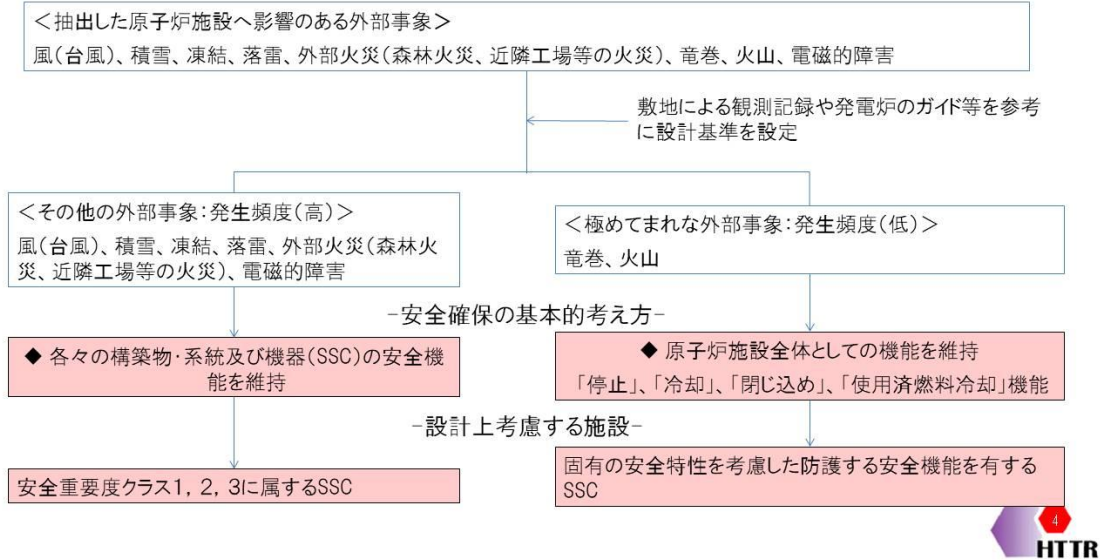 ＜抽出した原子炉施設へ影響のある外部事象＞
風(台風)、積雪、凍結、落雷、外部火災(森林火災、近隣工場等の火災)、竜巻、火山、電磁的障害
敷地による観測記録や発電炉のガイド等を参考
に設計基準を設定
＜その他の外部事象:発生頻度(高)＞
風(台風)、積雪、凍結、落雷、外部火災(森林火
災、近隣工場等の火災)、電磁的障害
＜極めてまれな外部事象:発生頻度(低)＞
竜巻、火山
-安全確保の基本的考え方-
◆ 各々の構築物･系統及び機器(SSC)の安全機
能を維持
◆ 原子炉施設全体としての機能を維持
「停止」、「冷却」、「閉じ込め」、「使用済燃料冷却」機能
-設計上考慮する施設-
安全重要度クラス1，2，3に属するSSC
固有の安全特性を考慮した防護する安全機能を有する
SSC
4
HTTR